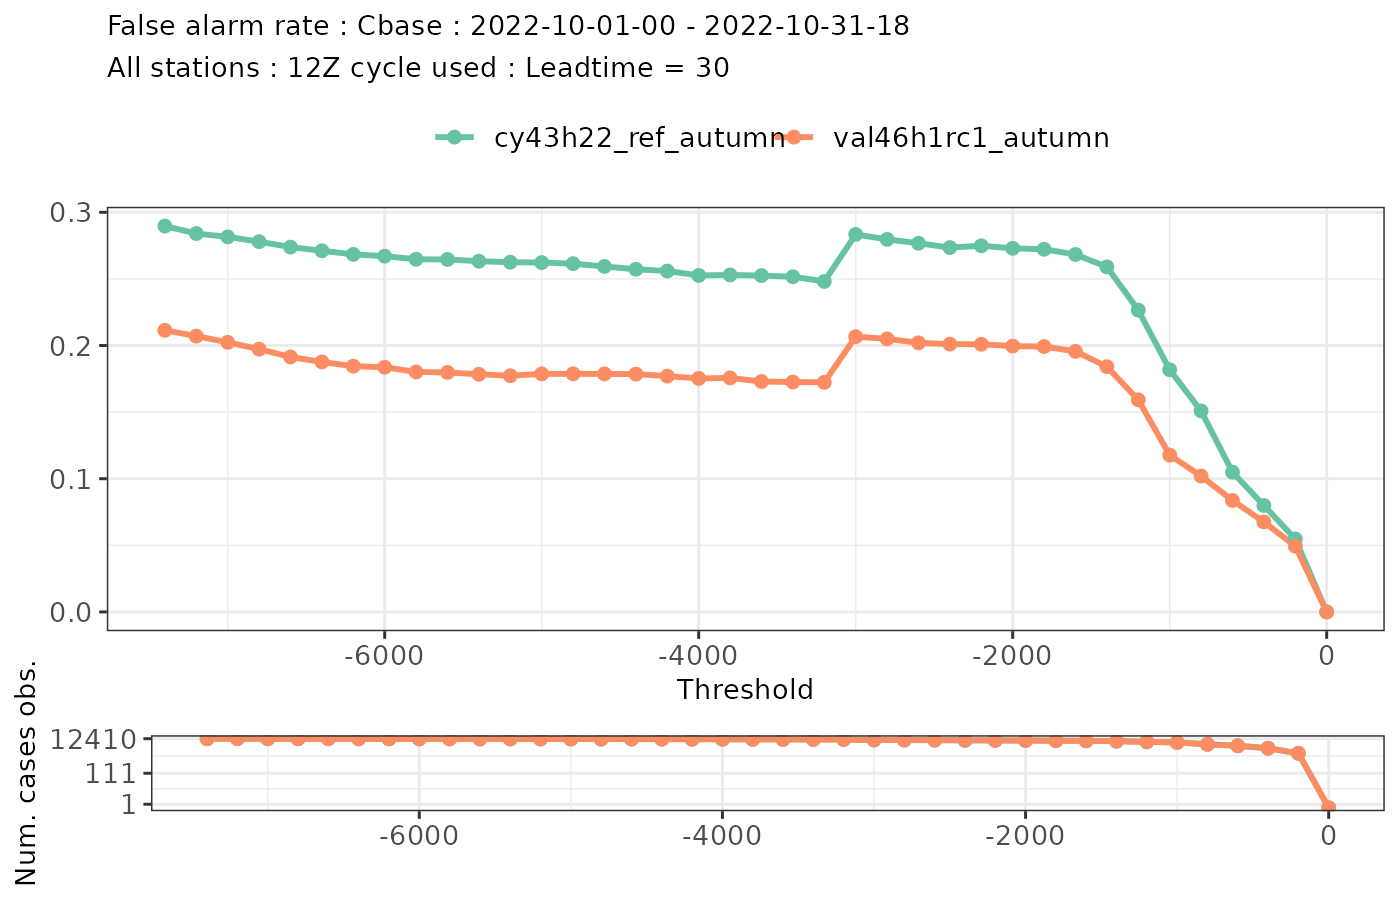 False alarm rate : Cbase : 2022-10-01-00 - 2022-10-31-18
All stations : 12Z cycle used : Leadtime = 30
cy43h22_ref_autumn val46h1rc1_autumn
0.3
0.2
0.1
0.0
-6000 -4000 -2000 0
Threshold
Num. cases obs.
12410
111
1
-6000 -4000 -2000 0